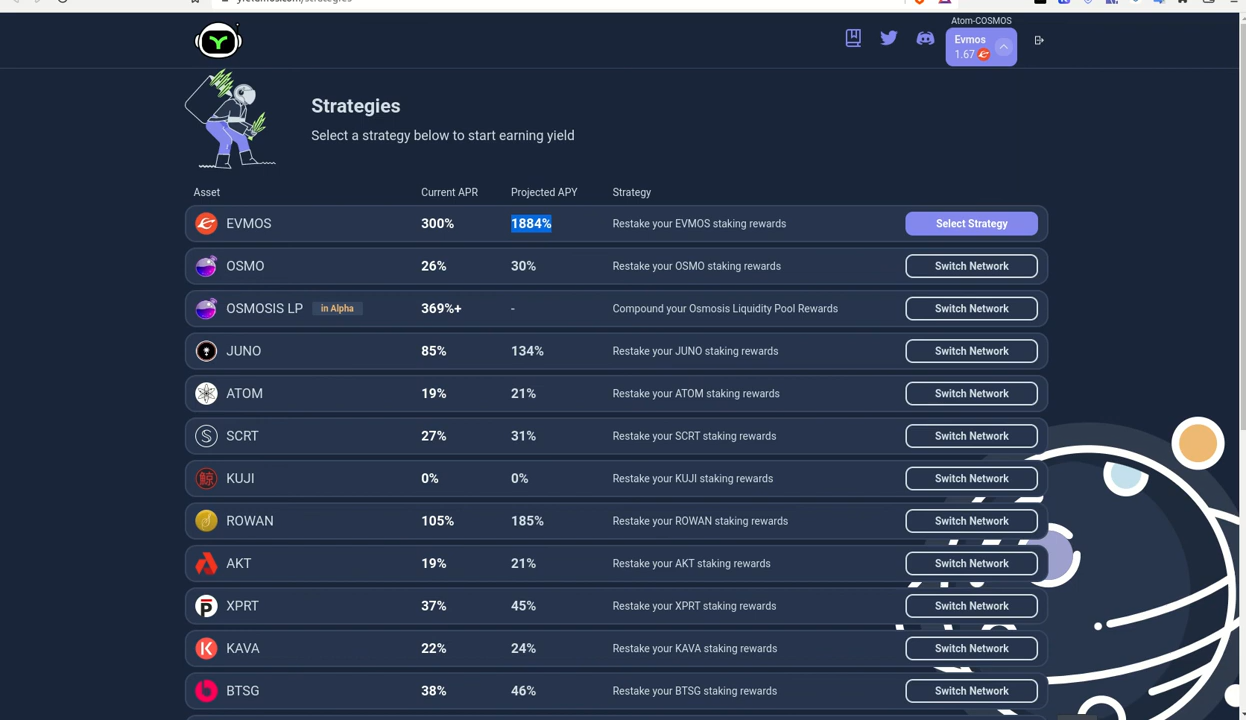 Atom-COSMOS
Evmos
1.67
Strategies
Select a strategy below to start earning yield
Asset Current APR Projected APY Strategy
EVMOS 300% 1884% Restake your EVMOS staking rewards Select Strategy
OSMO 26% 30% Restake your OSMO staking rewards Switch Network
OSMOSIS LP in Alpha 369%+ - Compound your Osmosis Liquidity Pool Rewards Switch Network
JUNO 85% 134% Restake your JUNO staking rewards Switch Network
ATOM 19% 21% Restake your ATOM staking rewards Switch Network
SCRT 27% 31% Restake your SCRT staking rewards Switch Network
KUJI 0% 0% Restake your KUJI staking rewards Switch Network
ROWAN 105% 185% Restake your ROWAN staking rewards Switch Network
AKT 19% 21% Restake your AKT staking rewards Switch Network
XPRT 37% 45% Restake your XPRT staking rewards Switch Network
KAVA 22% 24% Restake your KAVA staking rewards Switch Network
BTSG 38% 46% Restake your BTSG staking rewards Switch Network